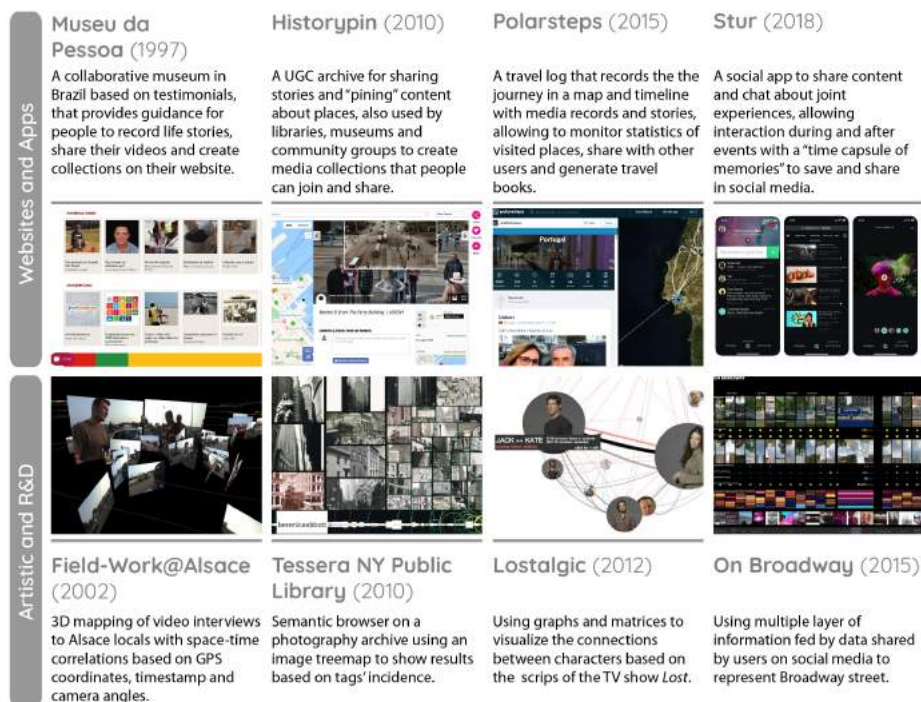 Websites and Apps
Museu da
Pessoa (1997)
A collaborative museum in
Brazil based on testimonials,
that provides guidance for
people to record life stories,
share their videos and create
collections on their website.
Historypin (2010)
A UGC archive for sharing
stories and "pining" content
about places, also used by
libraries, museums and
community groups to create
media collections that people
can join and share.
Polarsteps (2015)
A travel log that records the the
journey in a map and timeline
with media records and stories,
allowing to monitor statistics of
visited places, share with other
users and generate travel
books.
Stur (2018)
A social app to share content
and chat about joint
experiences, allowing
interaction during and after
events with a "time capsule of
memories" to save and share
in social media.
polarsteps
Portugal
Artistic and R&D
JACK KATE
bereniceabbott
ON BROADWAY
Field-Work@Alsace
(2002)
3D mapping of video interviews
to Alsace locals with space-time
correlations based on GPS
coordinates, timestamp and
camera angles.
Tessera NY Public
Library (2010)
Semantic browser on a
photography archive using an
image treemap to show results
based on tags' incidence.
Lostalgic (2012)
Using graphs and matrices to
visualize the connections
between characters based on
the scrips of the TV show Lost.
On Broadway (2015)
Using multiple layer of
information fed by data shared
by users on social media to
represent Broadway street.